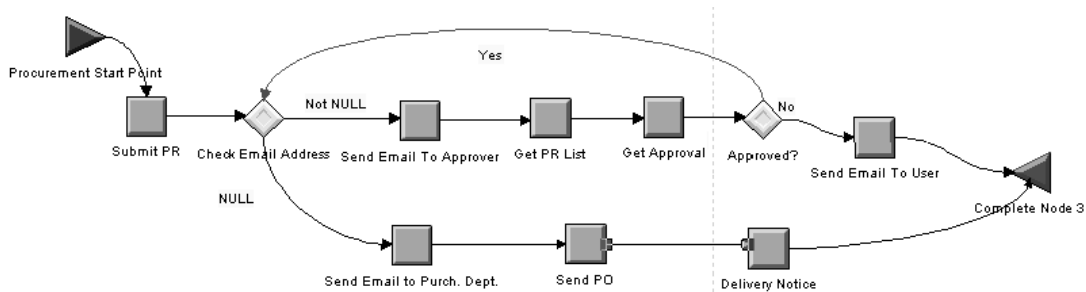 Yes
Procurement Start Point
Not NULL
No
Submit PR
Check Email Address
Send Email To Approver
Get PR List
Get Approval
Approved?
Send Email To User
NULL
Complete Node 3
Send Email to Purch. Dept.
Send PO
Delivery Notice